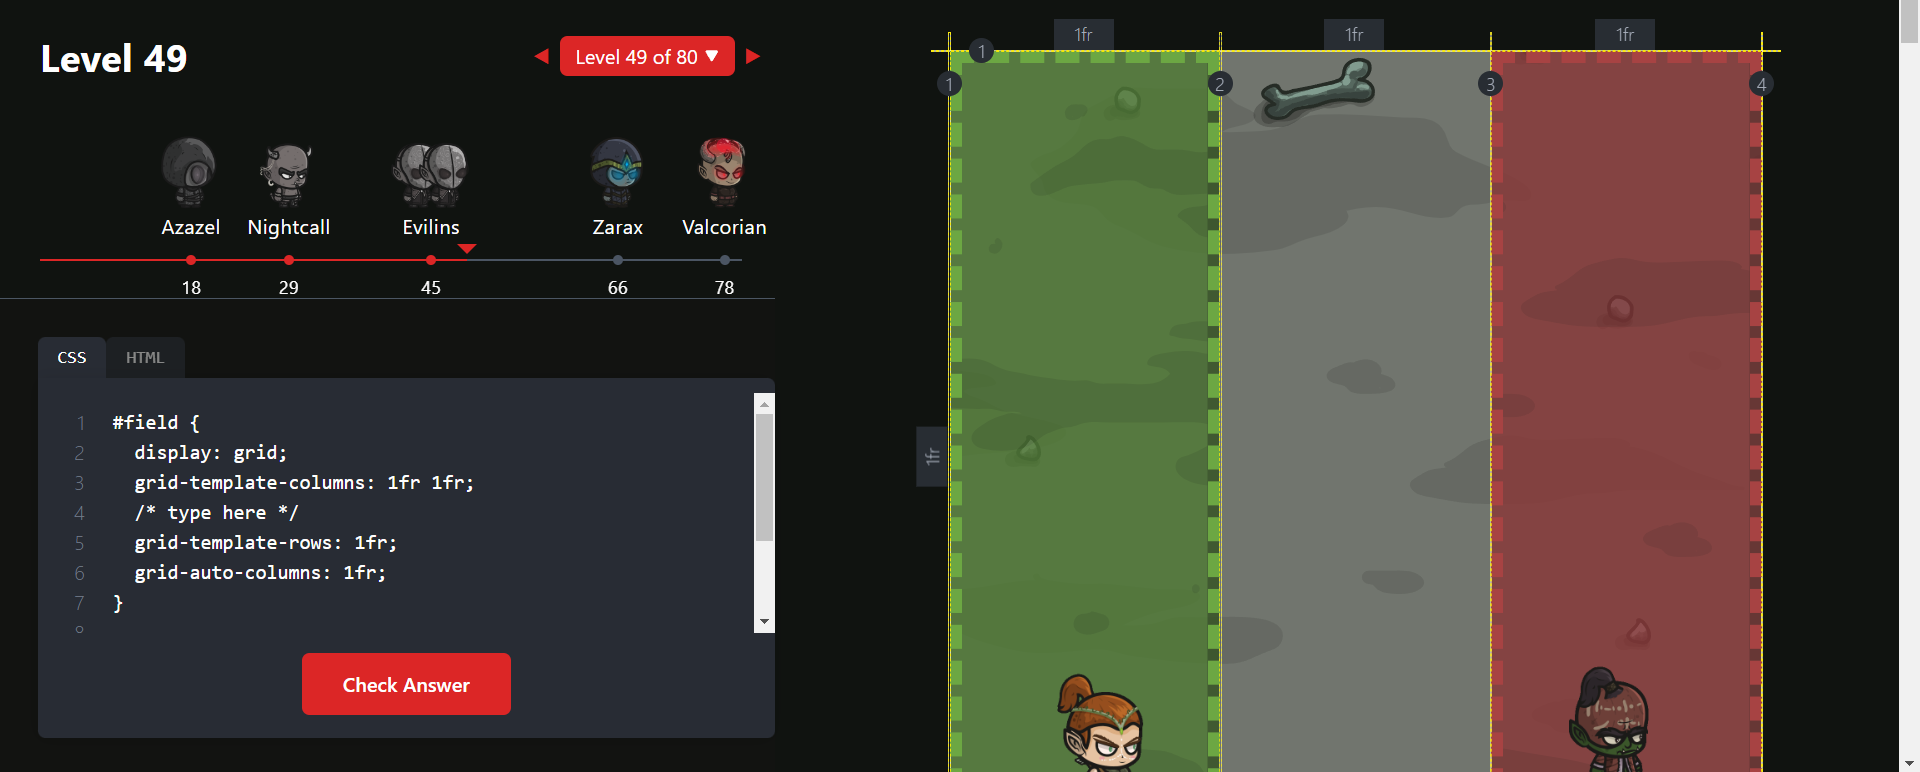 Level 49
Level 49 of 80 ▼
Azazel
Nightcall
Evilins
Zarax
Valcorian
18
29
45
66
78
CSS
HTML
1 #field {
2 display: grid;
3 grid-template-columns: 1fr 1fr;
4 /* type here */
5 grid-template-rows: 1fr;
6 grid-auto-columns: 1fr;
7 }
Check Answer
1fr
1fr
1fr
1
1
2
3
4
1fr